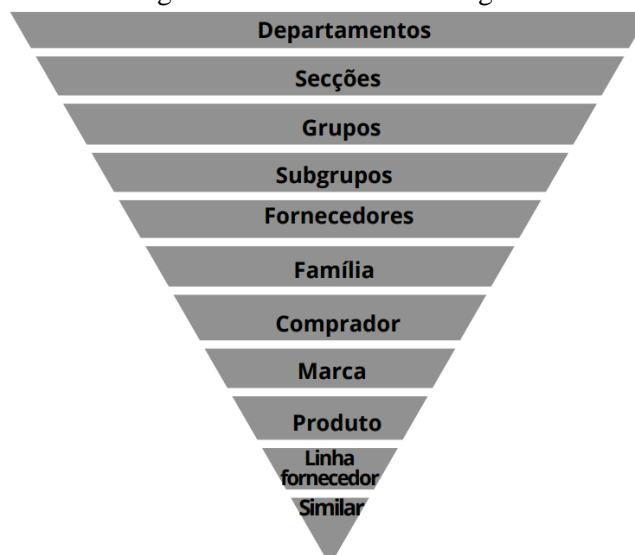 Departamentos
Secções
Grupos
Subgrupos
Fornecedores
Família
Comprador
Marca
Produto
Linha
fornecedor
Similar